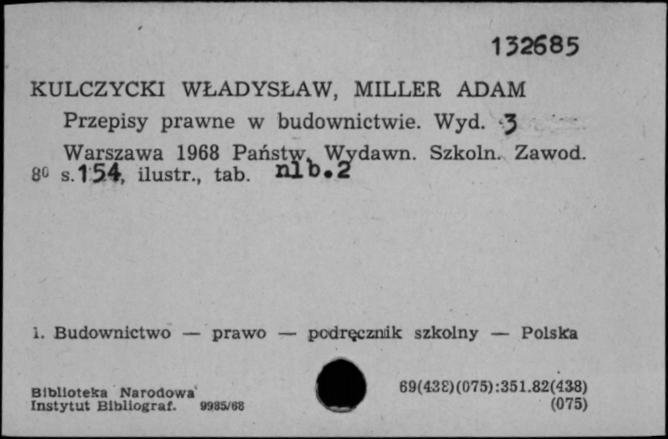 132685
KULCZYCKI WŁADYSŁAW, MILLER ADAM
Przepisy prawne w budownictwie. Wyd. 3
Warszawa 1968 Państw. Wydawn. Szkoln. Zawod.
8⁰ s. 154, ilustr., tab. nlb. 2
1. Budownictwo — prawo — podręcznik szkolny — Polska
Biblioteka Narodowa 69(438)(075):351.82(438)
Instytut Bibliograf. 9985/68 (075)